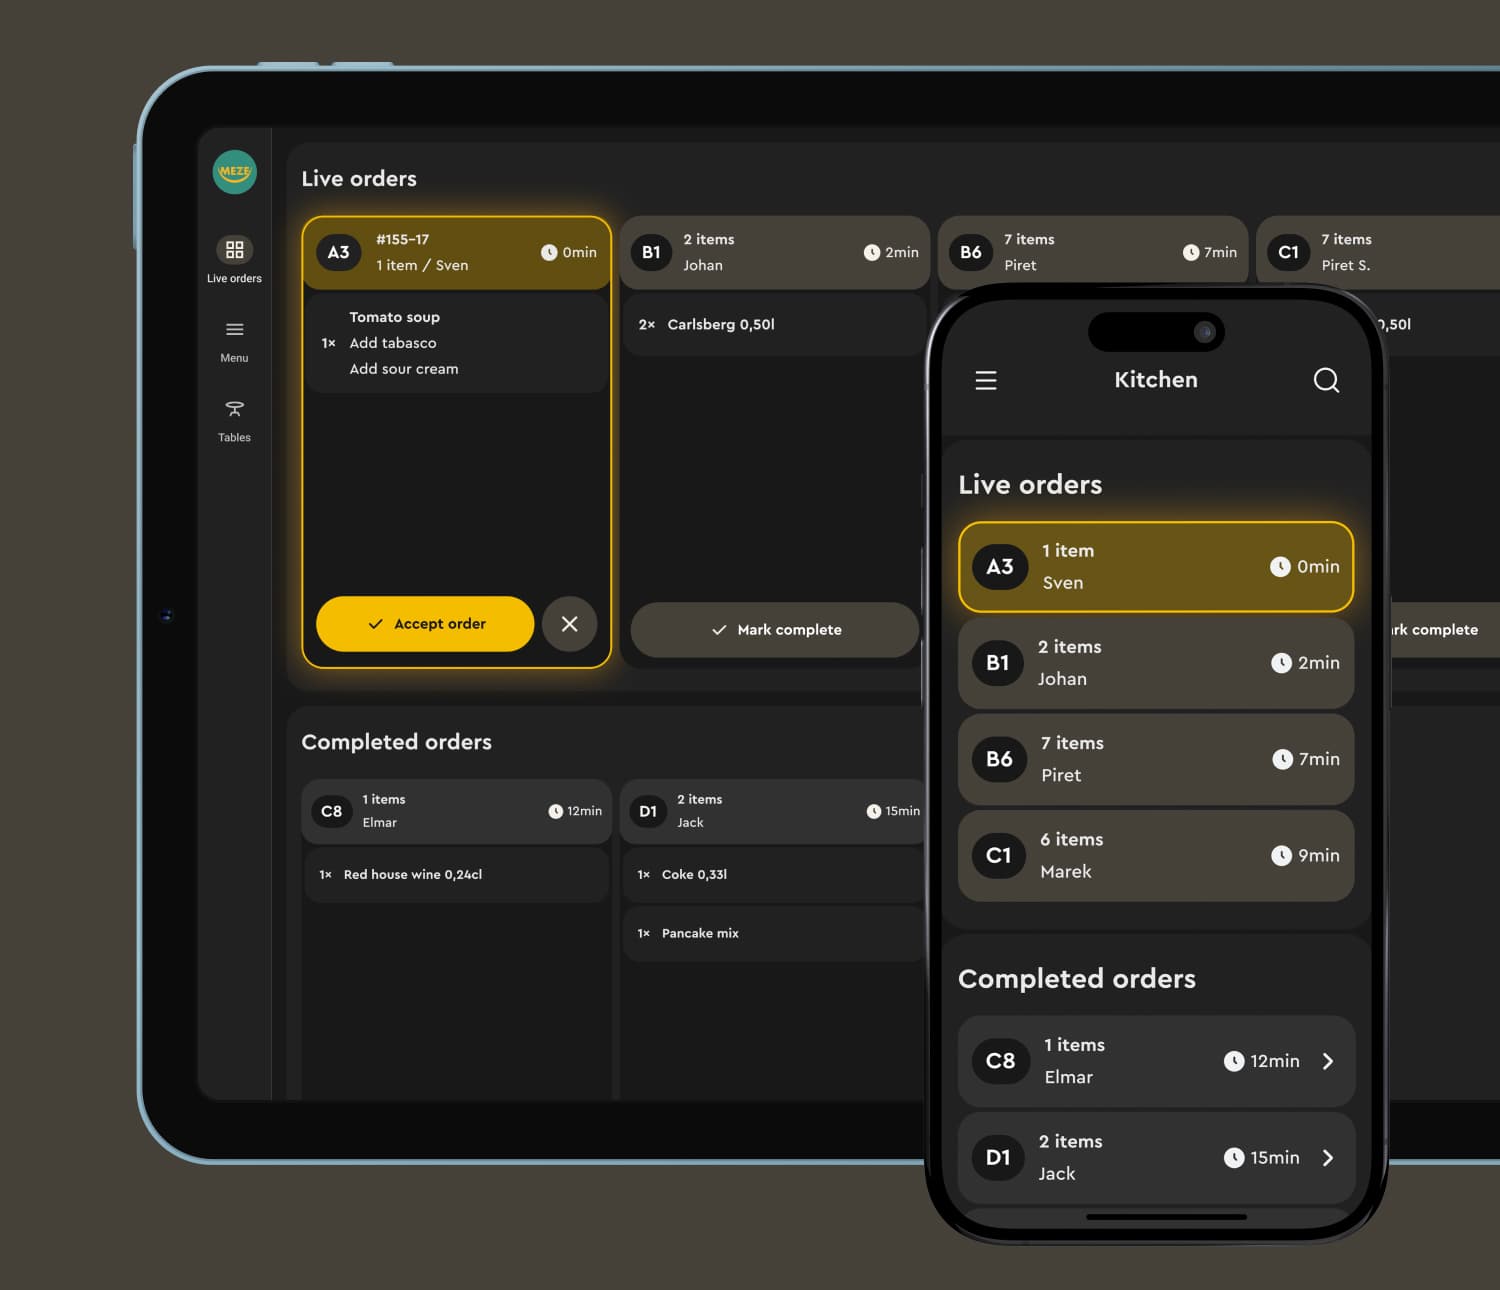 MEZE
Live orders
Menu
Tables
Live orders
A3
#155-17
1 item / Sven
0min
Tomato soup
1× Add tabasco
Add sour cream
Accept order
B1
2 items
Johan
2min
2× Carlsberg 0,50l
Mark complete
B6
7 items
Piret
7min
C1
7 items
Piret S.
0,50l
rk complete
Completed orders
C8
1 items
Elmar
12min
1× Red house wine 0,24cl
D1
2 items
Jack
15min
1× Coke 0,33l
1× Pancake mix
Kitchen
Live orders
A3
1 item
Sven
0min
B1
2 items
Johan
2min
B6
7 items
Piret
7min
C1
6 items
Marek
9min
Completed orders
C8
1 items
Elmar
12min
D1
2 items
Jack
15min